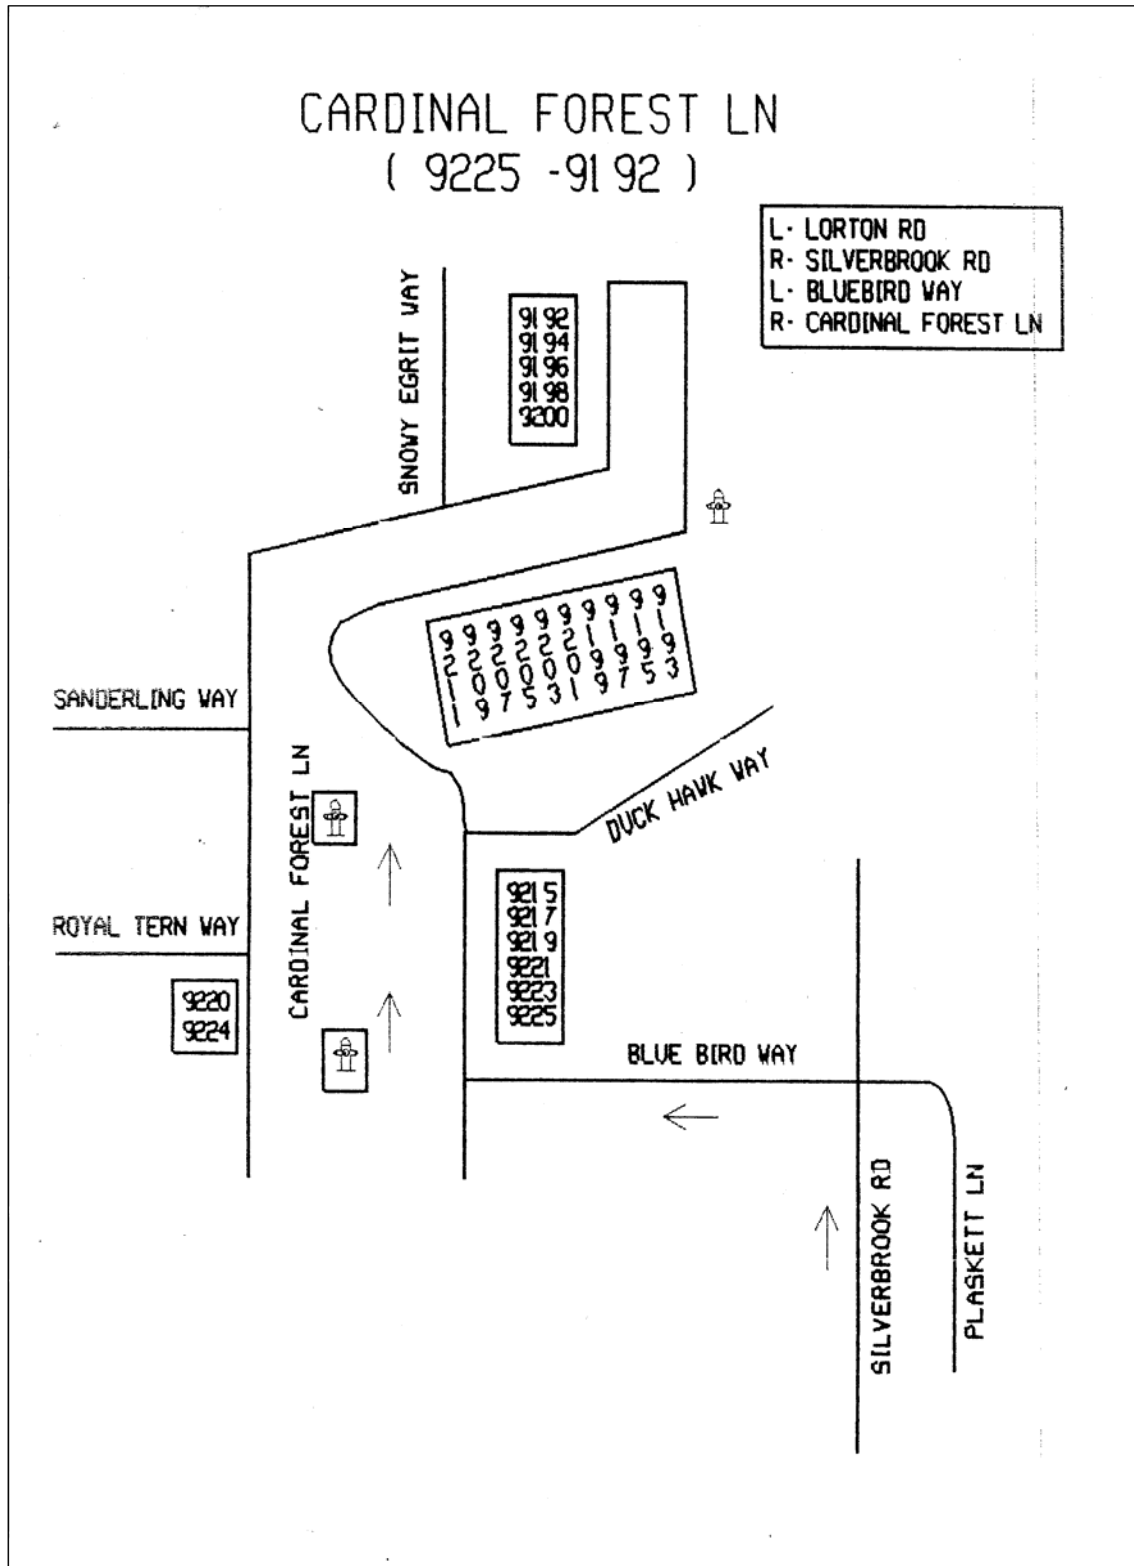 CARDINAL FOREST LN
( 9225 -9192 )
L- LORTON RD
R- SILVERBROOK RD
L- BLUEBIRD WAY
R- CARDINAL FOREST LN
SNOWY EGRIT WAY
9192
9194
9196
9198
9200
9211
9209
9207
9205
9203
9201
9199
9197
9195
9193
SANDERLING WAY
DUCK HAWK WAY
CARDINAL FOREST LN
9215
9217
9219
9221
9223
9225
ROYAL TERN WAY
9220
9224
BLUE BIRD WAY
SILVERBROOK RD
PLASKETT LN